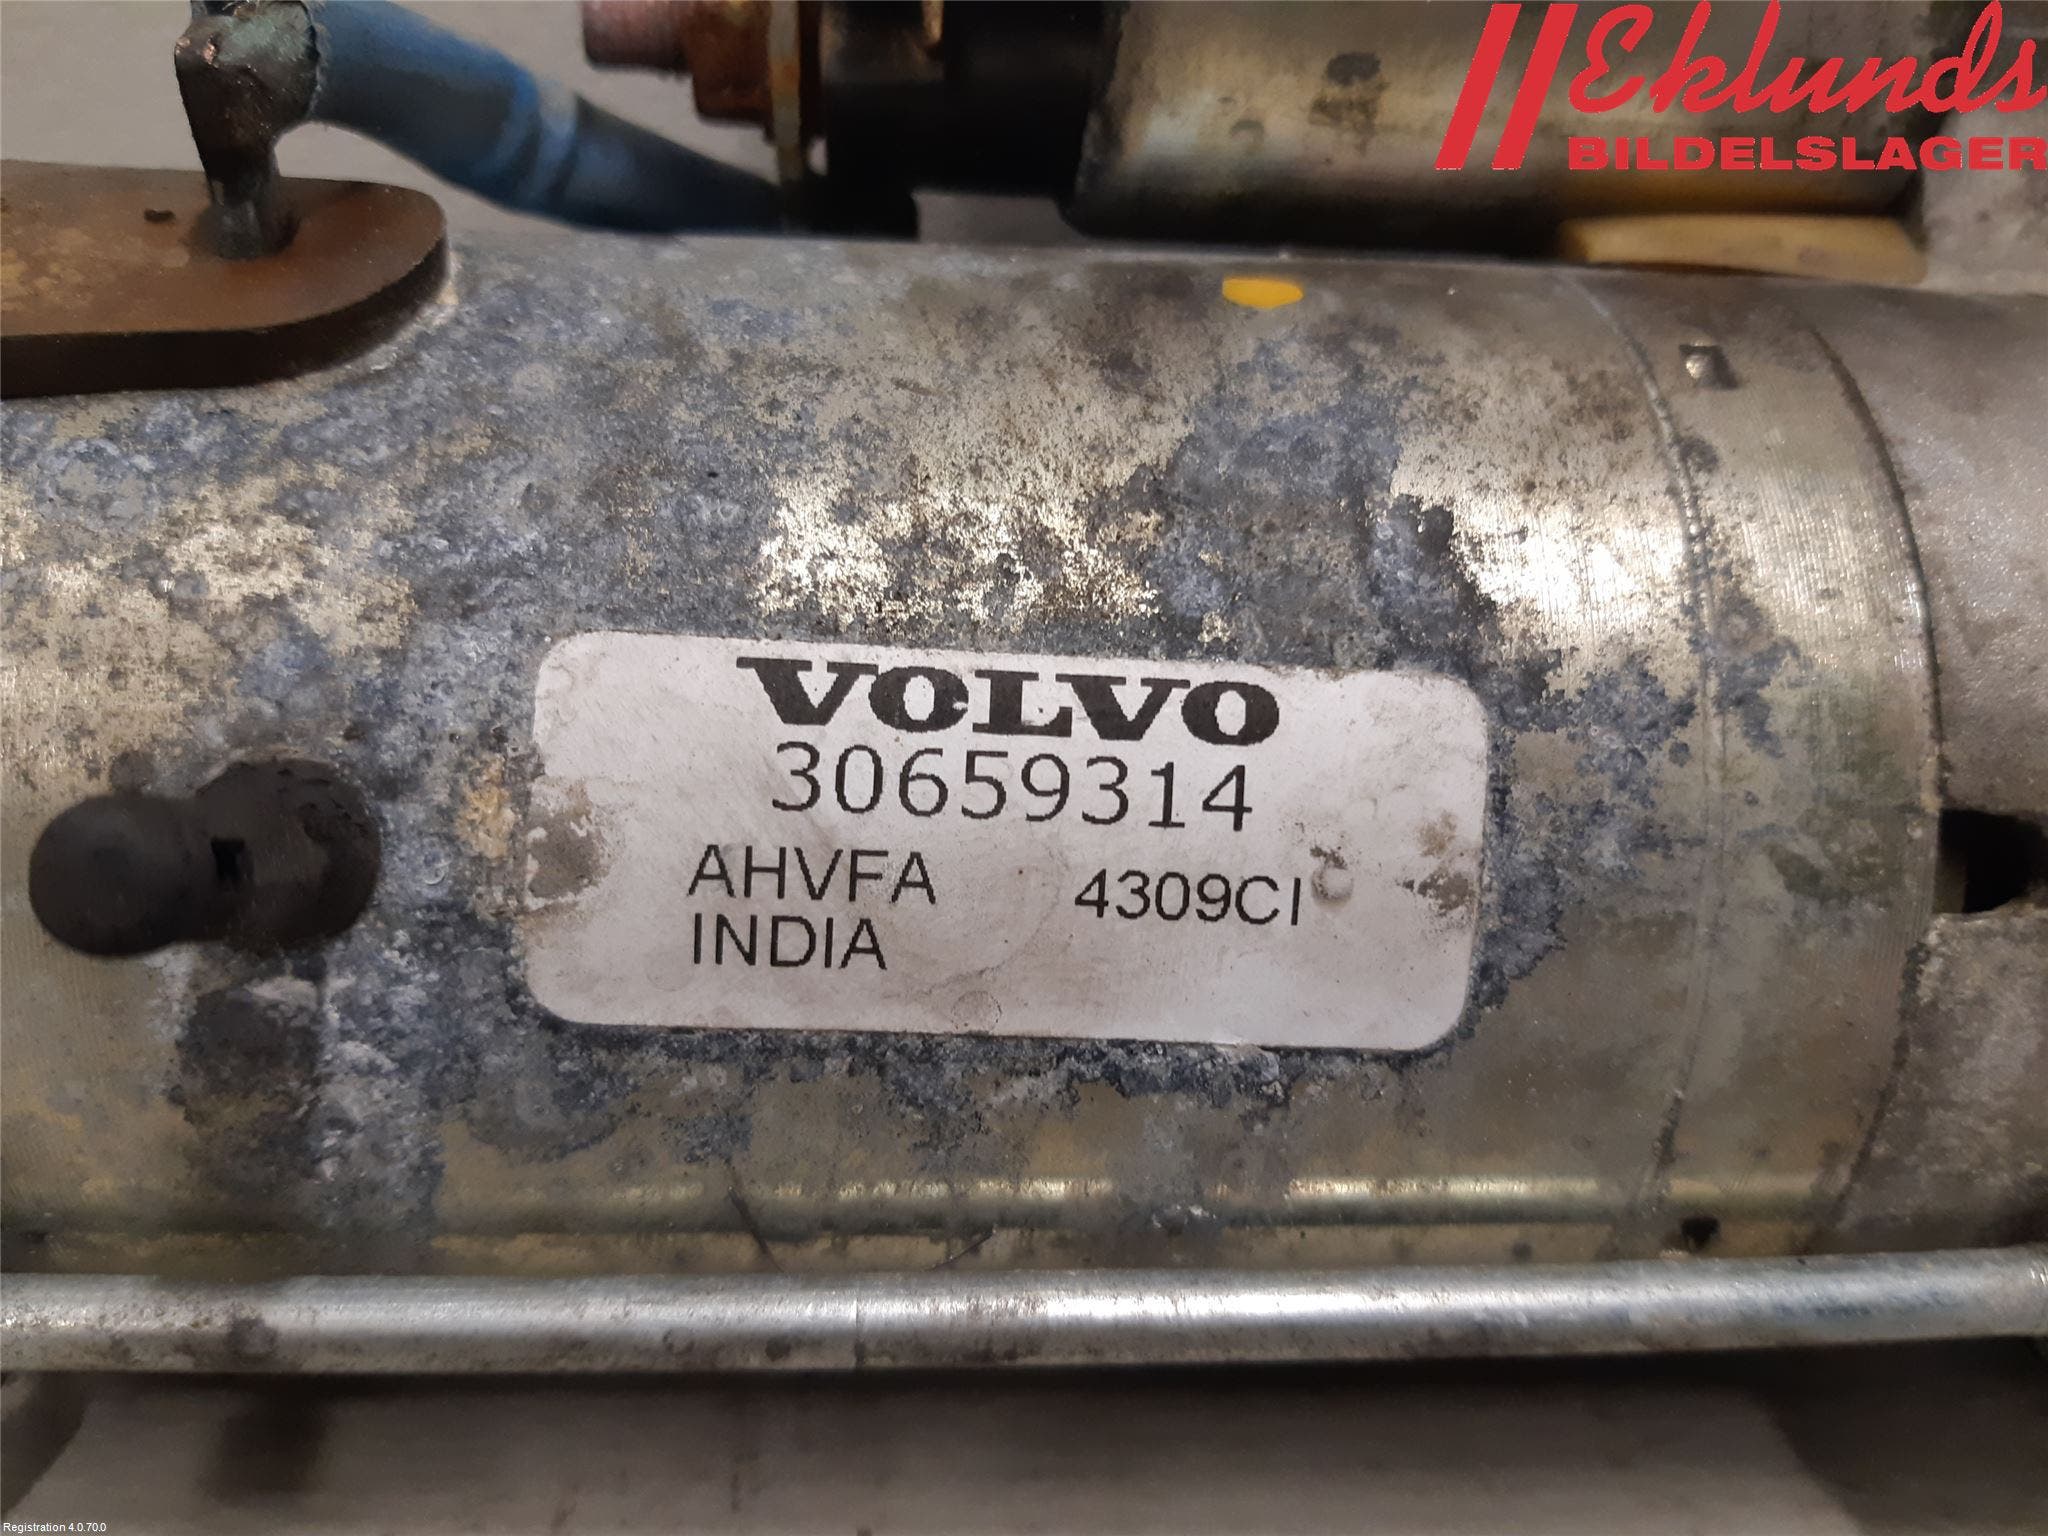 Eklunds
BILDELSLAGER
VOLVO
30659314
AHVFA 4309CI
INDIA
Registration 4.0.70.0